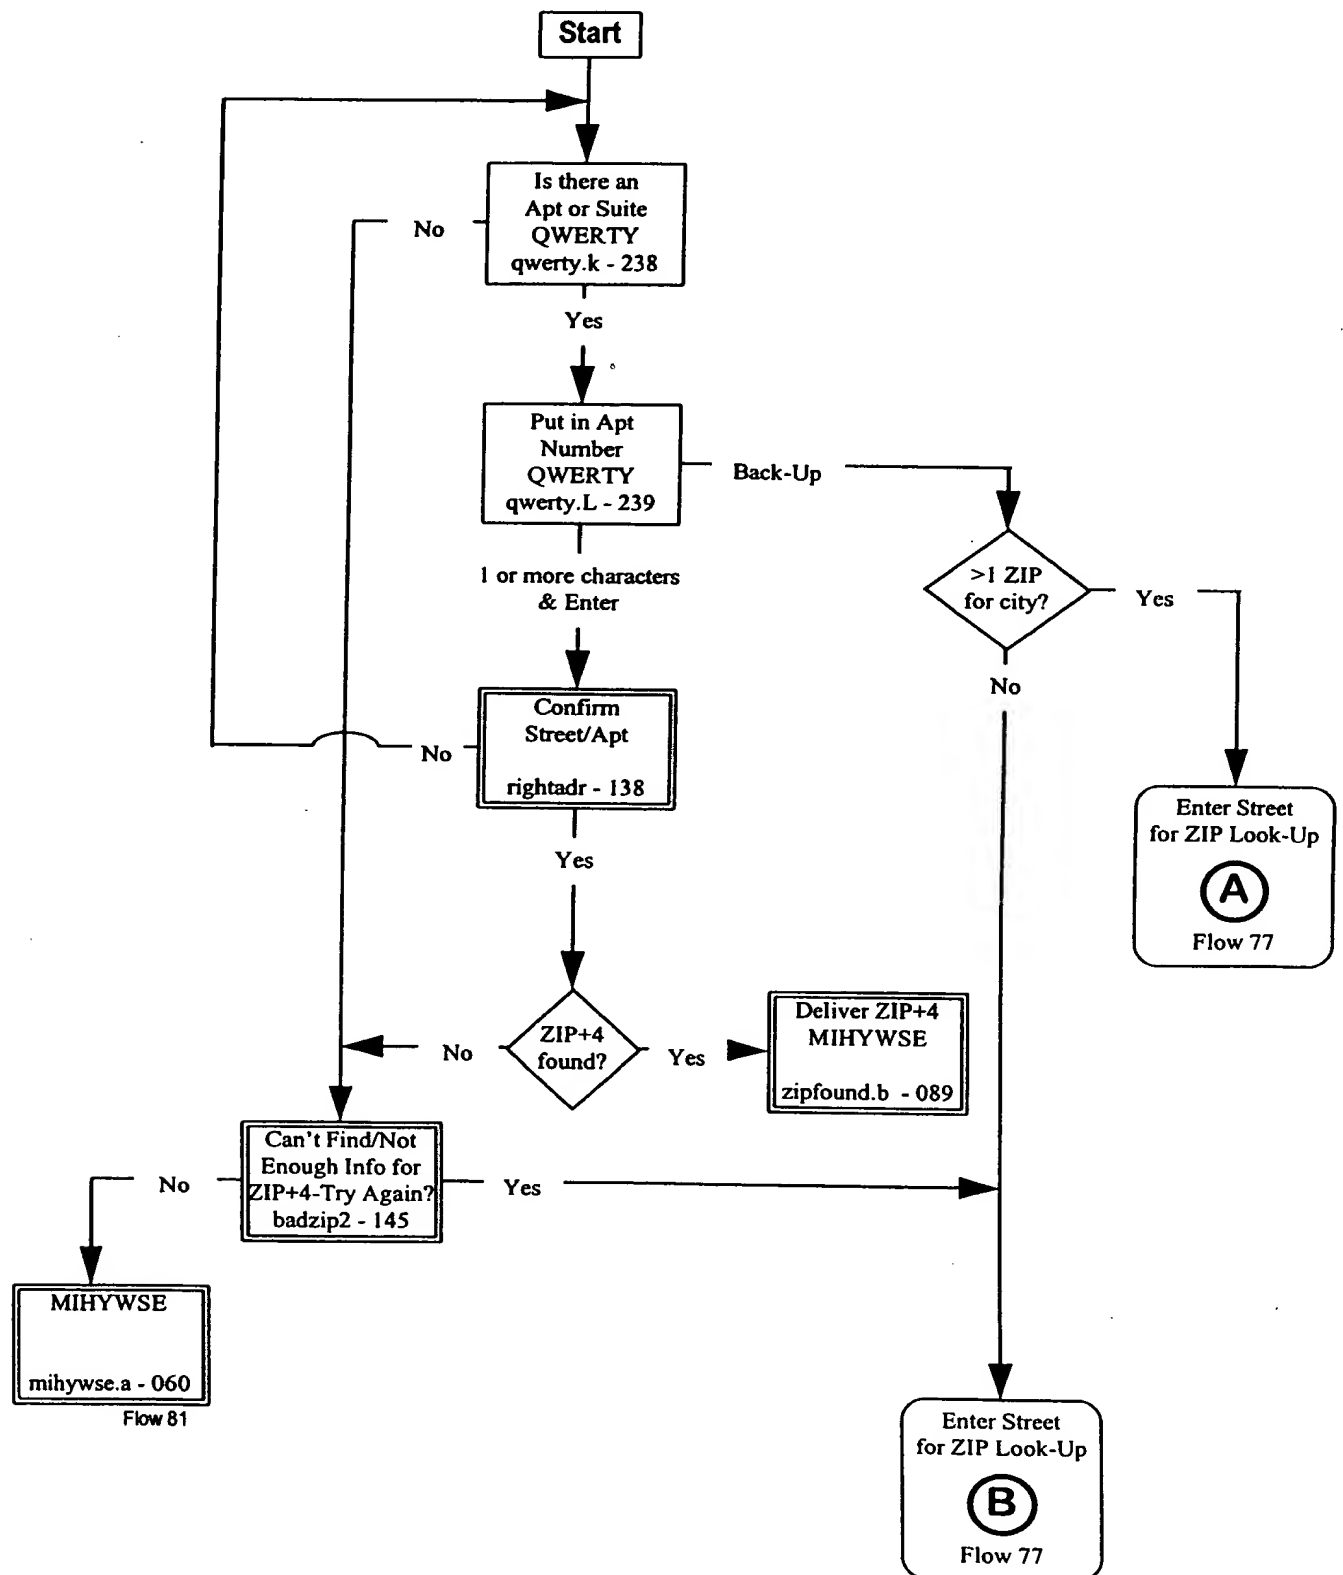 Start
Is there an
Apt or Suite
QWERTY
qwerty.k - 238
No
Yes
Put in Apt
Number
QWERTY
qwerty.L - 239
Back-Up
1 or more characters
& Enter
>1 ZIP
for city?
Yes
No
Confirm
Street/Apt
rightadr - 138
No
Yes
Enter Street
for ZIP Look-Up
A
Flow 77
ZIP+4
found?
No
Yes
Deliver ZIP+4
MIHYWSE
zipfound.b - 089
Can't Find/Not
Enough Info for
ZIP+4-Try Again?
badzip2 - 145
No
Yes
MIHYWSE
mihywse.a - 060
Flow 81
Enter Street
for ZIP Look-Up
B
Flow 77